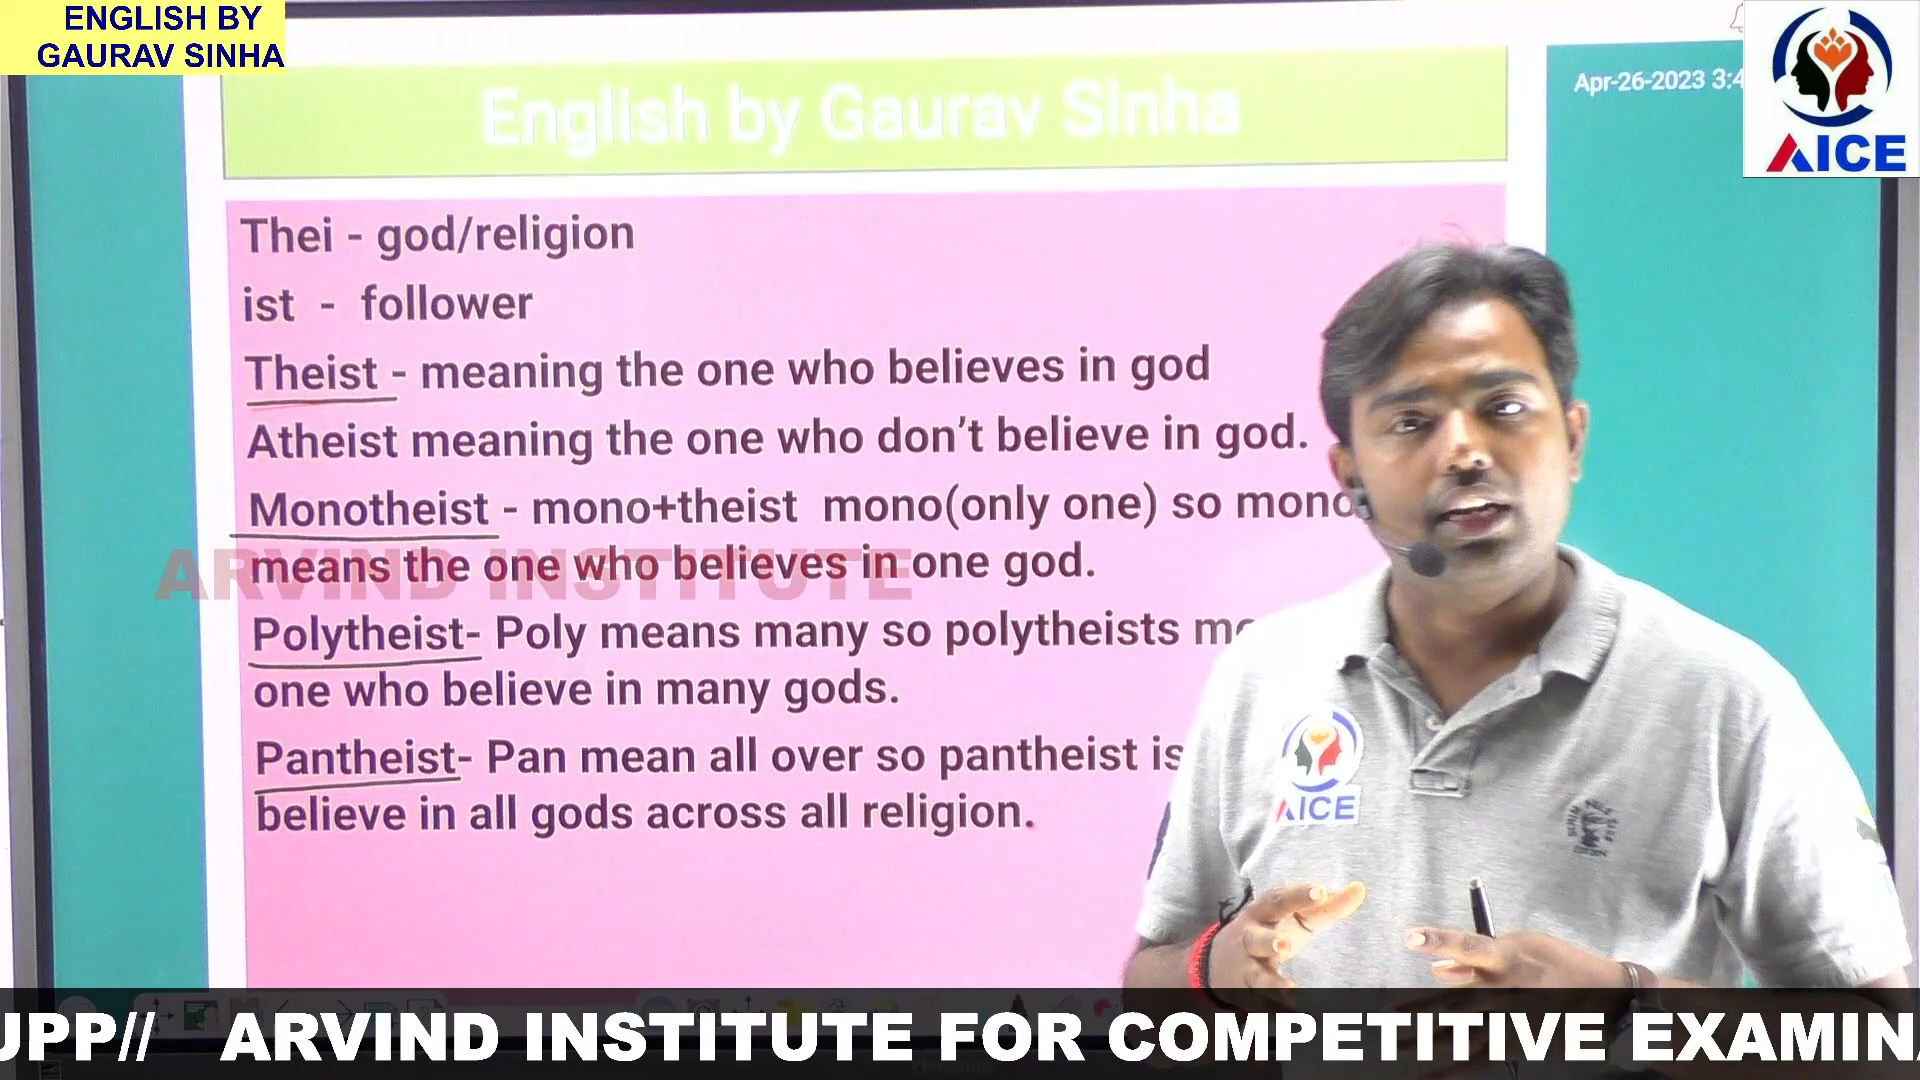 ENGLISH BY
GAURAV SINHA
English by Gaurav Sinha
Apr-26-2023 3:4
AICE
Thei - god/religion
ist - follower
Theist - meaning the one who believes in god
Atheist meaning the one who don't believe in god.
Monotheist - mono+theist mono(only one) so mono
means the one who believes in one god.
ARVIND INSTITUTE
Polytheist- Poly means many so polytheists
one who believe in many gods.
Pantheist- Pan mean all over so pantheist is
believe in all gods across all religion.
AICE
UPP// ARVIND INSTITUTE FOR COMPETITIVE EXAMIN